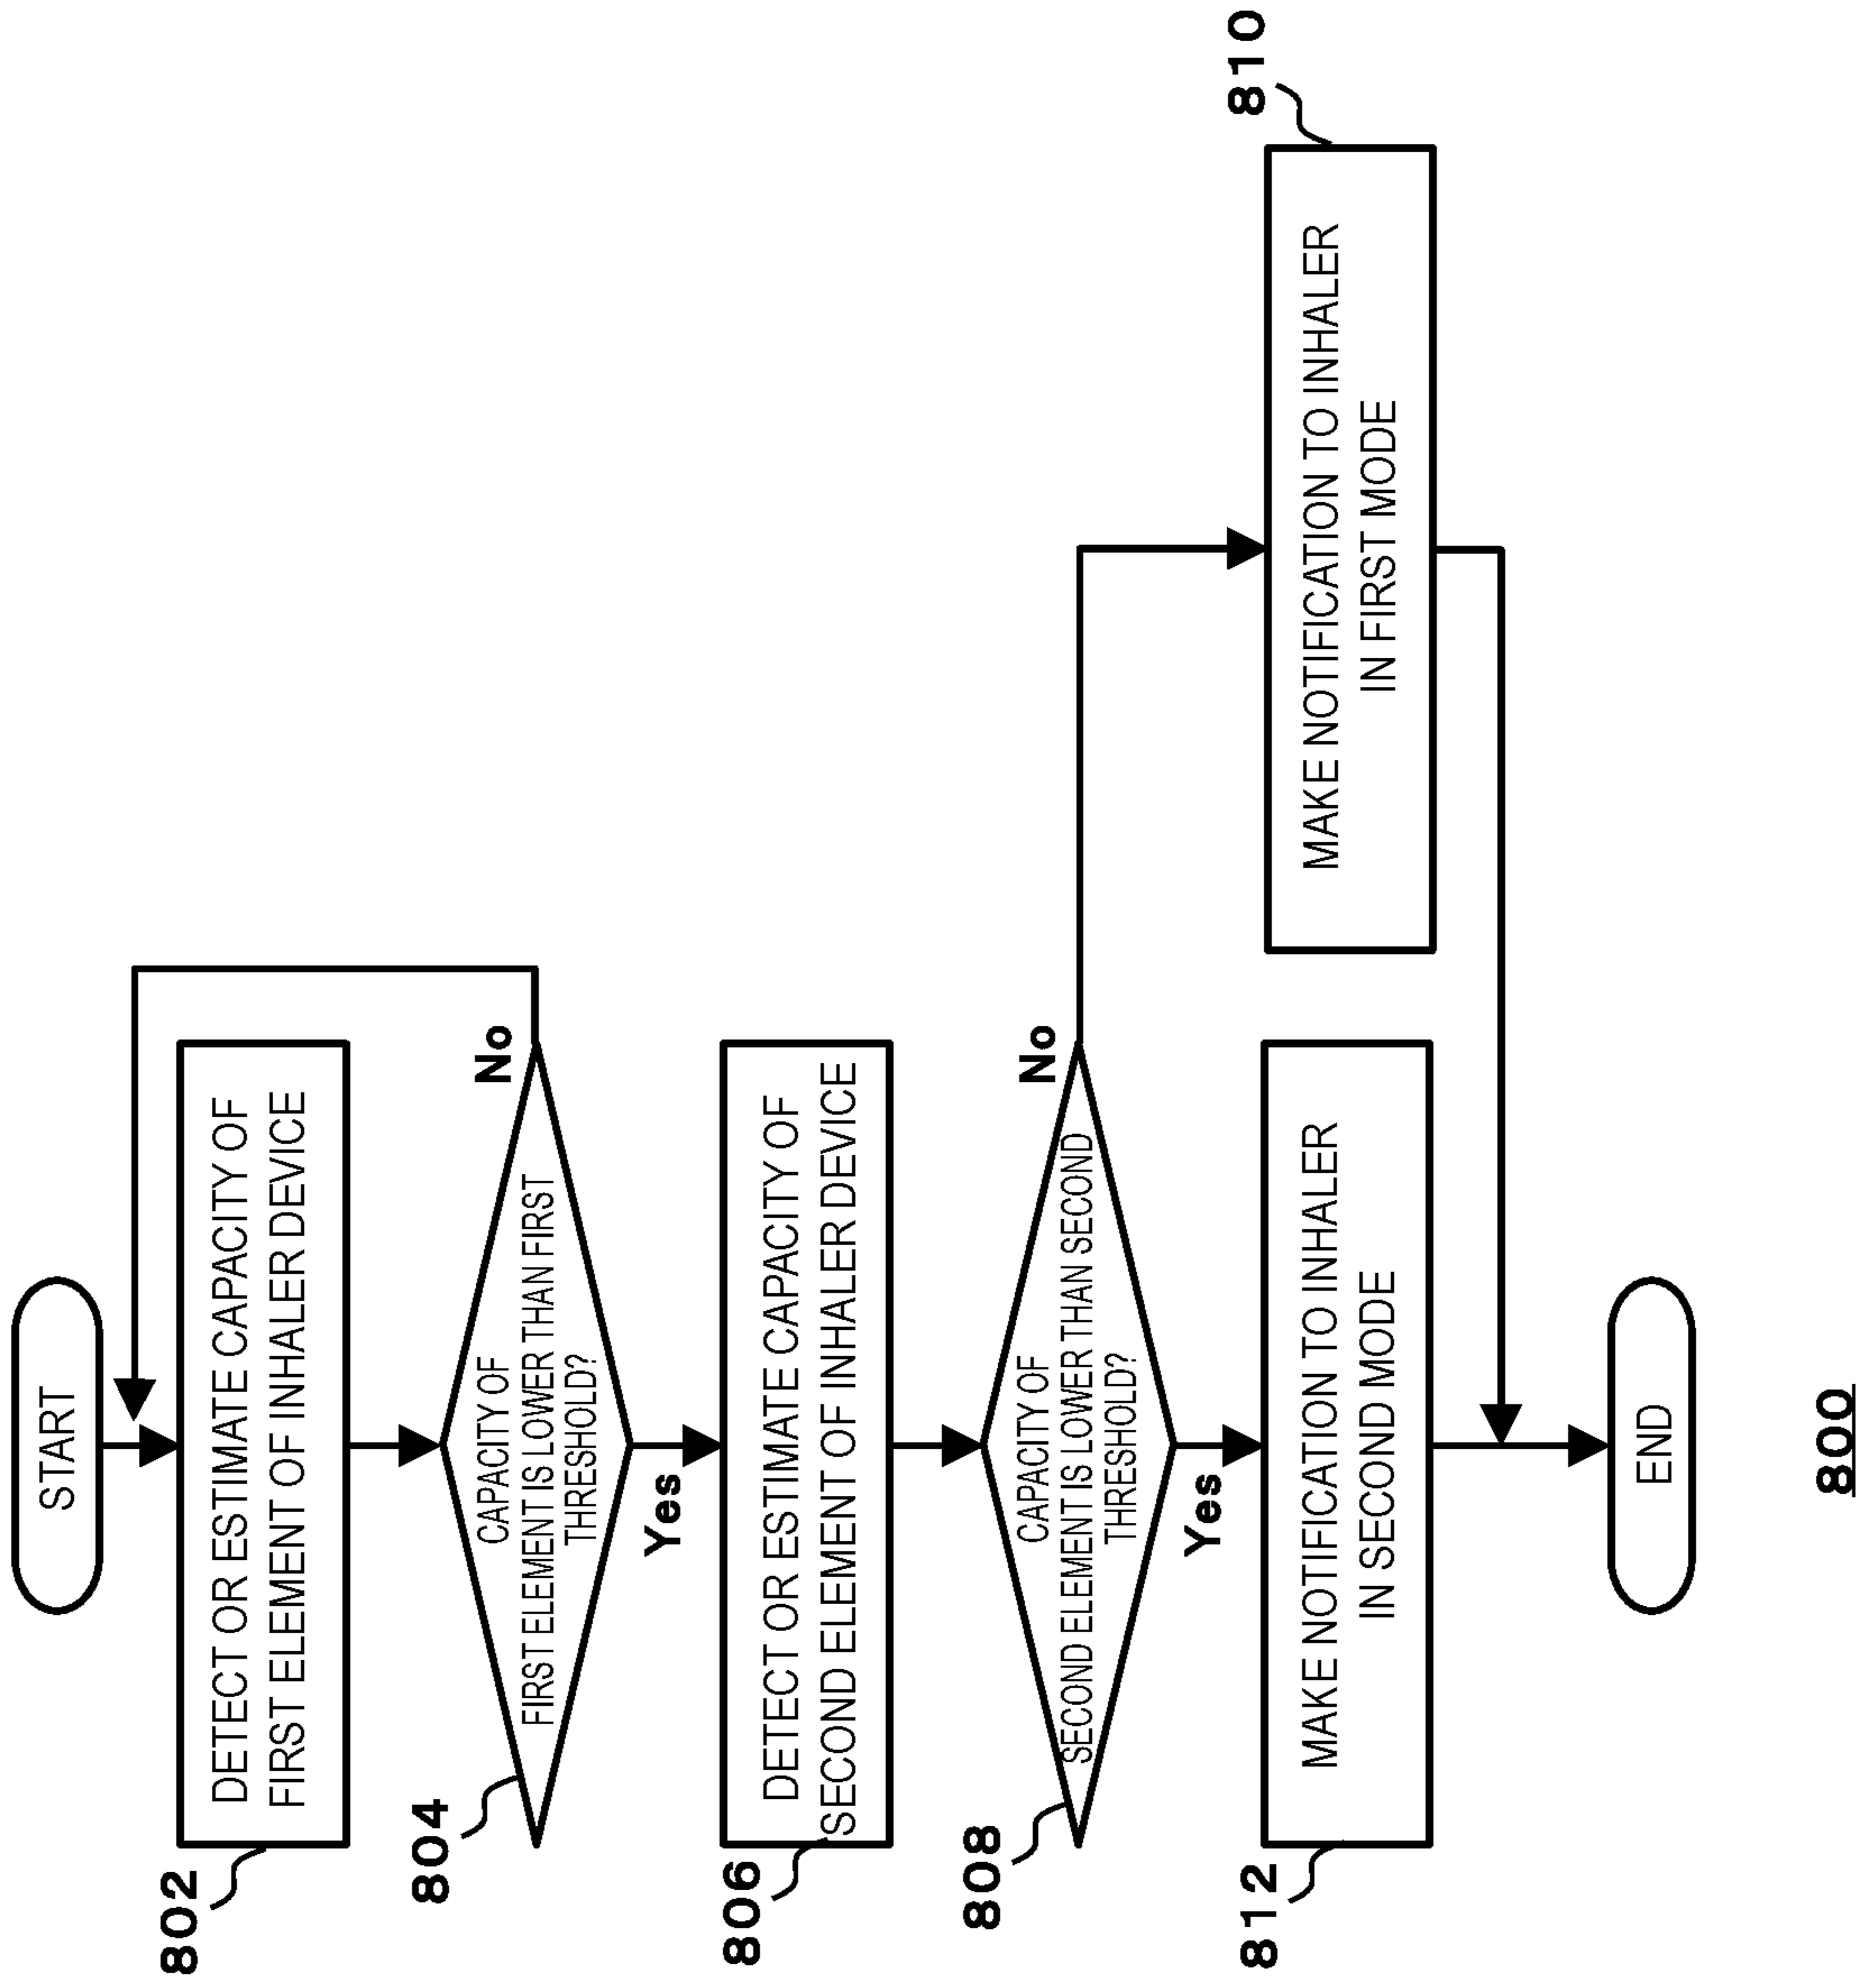 START
802
DETECT OR ESTIMATE CAPACITY OF
FIRST ELEMENT OF INHALER DEVICE
804
CAPACITY OF
FIRST ELEMENT IS LOWER THAN FIRST
THRESHOLD?
No
Yes
806
DETECT OR ESTIMATE CAPACITY OF
SECOND ELEMENT OF INHALER DEVICE
808
CAPACITY OF
SECOND ELEMENT IS LOWER THAN SECOND
THRESHOLD?
No
Yes
812
MAKE NOTIFICATION TO INHALER
IN SECOND MODE
810
MAKE NOTIFICATION TO INHALER
IN FIRST MODE
END
800